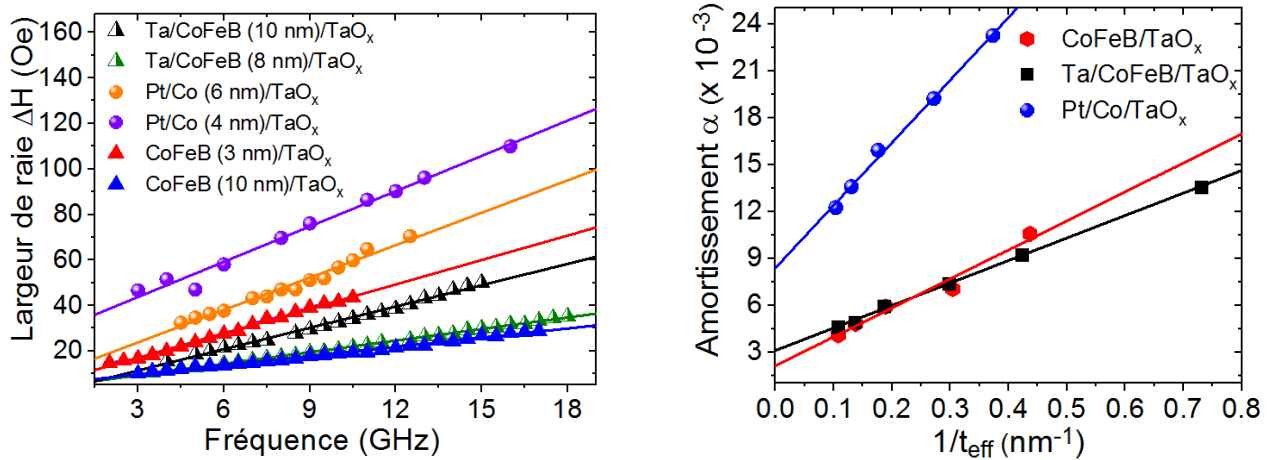 160
140
120
100
80
60
40
20
Largeur de raie ΔH (Oe)
Ta/CoFeB (10 nm)/TaOₓ
Ta/CoFeB (8 nm)/TaOₓ
Pt/Co (6 nm)/TaOₓ
Pt/Co (4 nm)/TaOₓ
CoFeB (3 nm)/TaOₓ
CoFeB (10 nm)/TaOₓ
3 6 9 12 15 18
Fréquence (GHz)
24
21
18
15
12
9
6
3
Amortissement α (x 10⁻³)
CoFeB/TaOₓ
Ta/CoFeB/TaOₓ
Pt/Co/TaOₓ
0.0 0.1 0.2 0.3 0.4 0.5 0.6 0.7 0.8
1/t_eff (nm⁻¹)